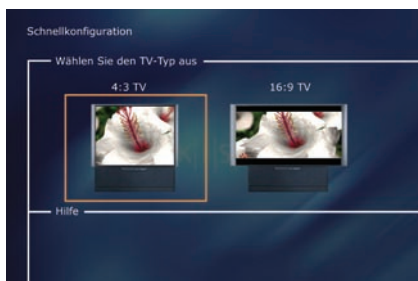 Schnellkonfiguration
Wählen Sie den TV-Typ aus
4:3 TV 16:9 TV
Hilfe